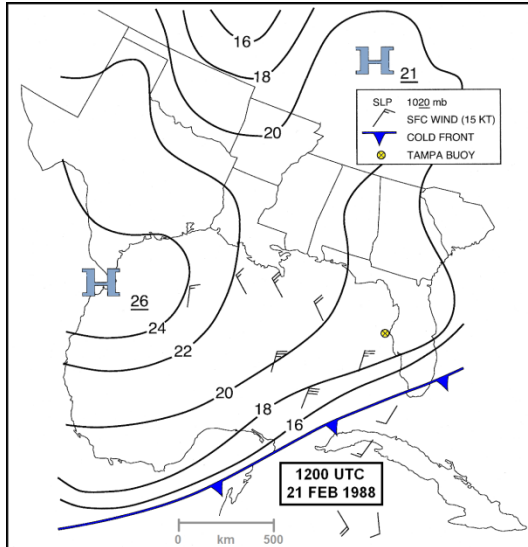 16
18
20
H
21
SLP 1020 mb
SFC WIND (15 KT)
COLD FRONT
TAMPA BUOY
H
26
24
22
20
18
16
1200 UTC
21 FEB 1988
0 km 500